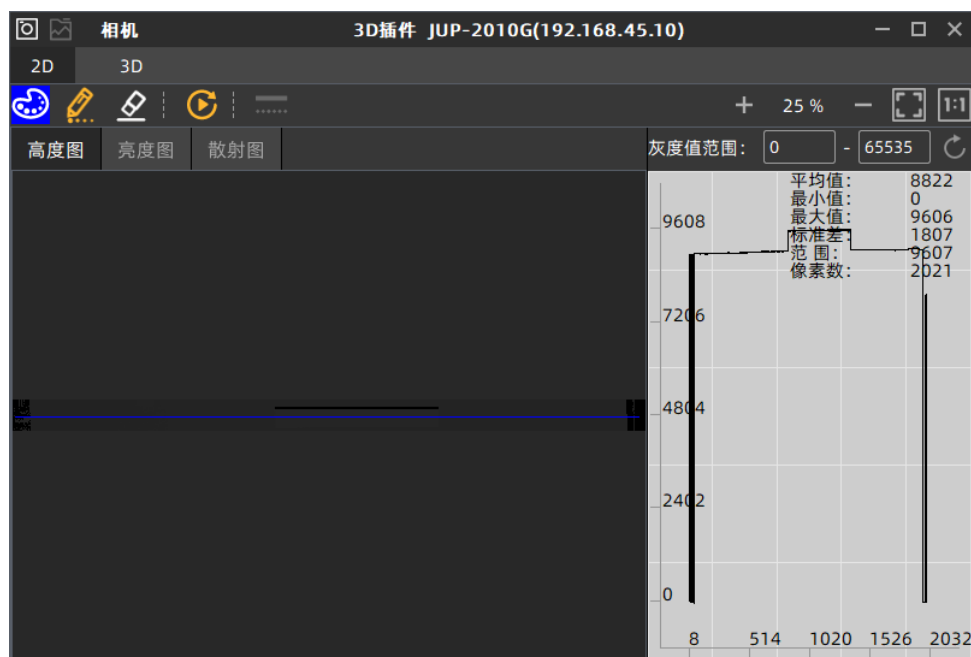 相机 3D插件 JUP-2010G(192.168.45.10)
2D 3D
25 % 1:1
高度图 亮度图 散射图 灰度值范围： 0 - 65535
平均值： 8822
最小值： 0
最大值： 9606
标准差： 1807
范 围： 9607
像素数： 2021
9608
7206
4804
2402
0
8 514 1020 1526 2032